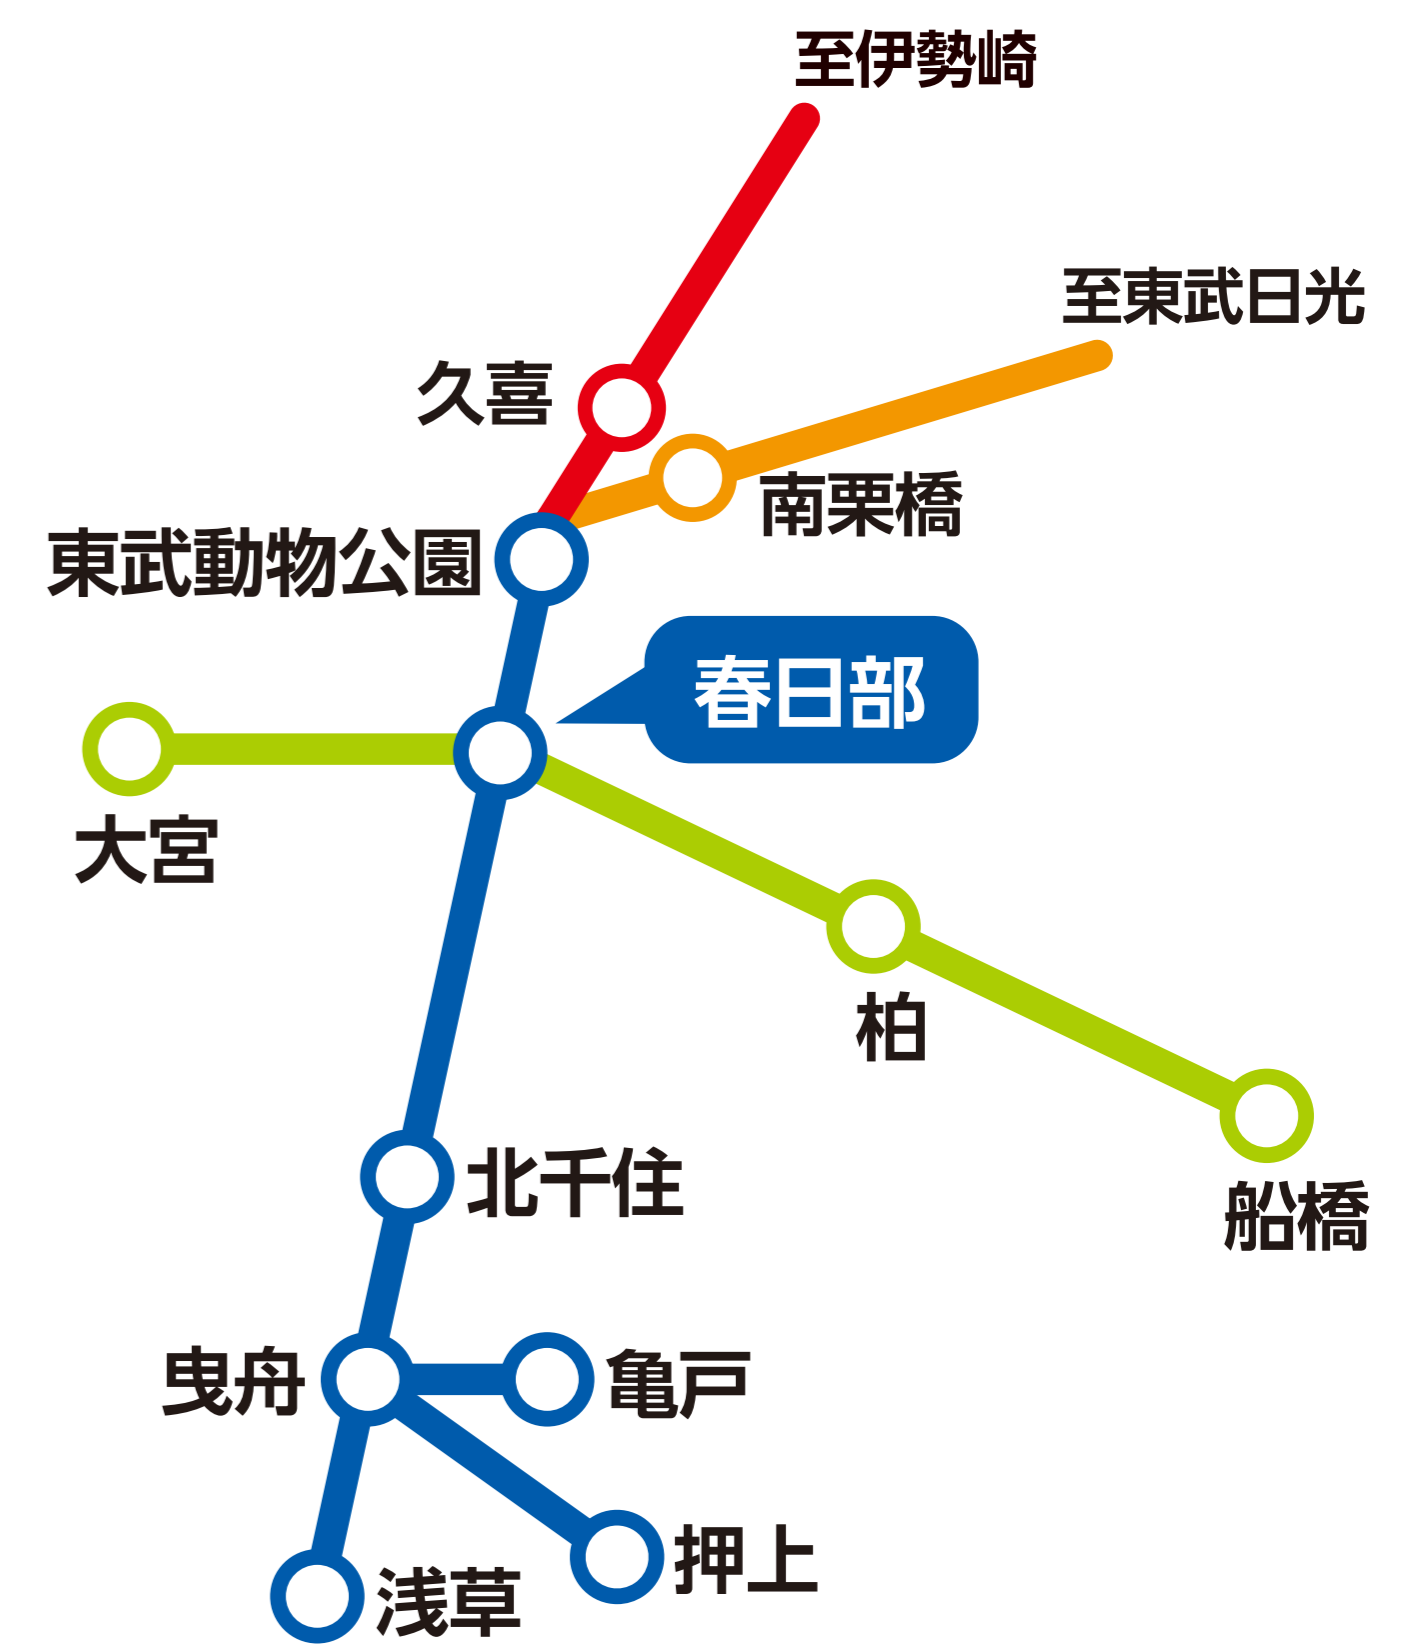 至伊勢崎
至東武日光
久喜
南栗橋
東武動物公園
春日部
大宮
柏
北千住
船橋
曳舟
亀戸
押上
浅草